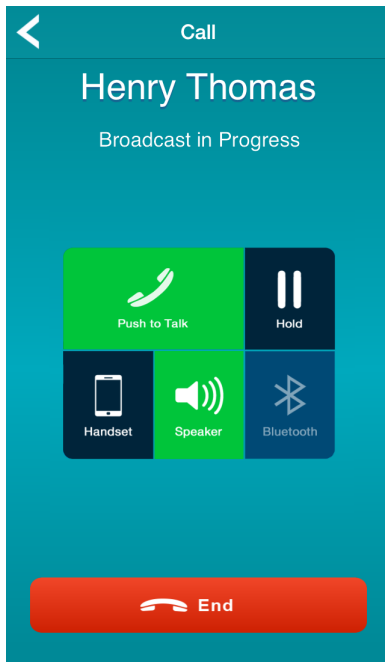 Call
Henry Thomas
Broadcast in Progress
Push to Talk
Hold
Handset
Speaker
Bluetooth
End